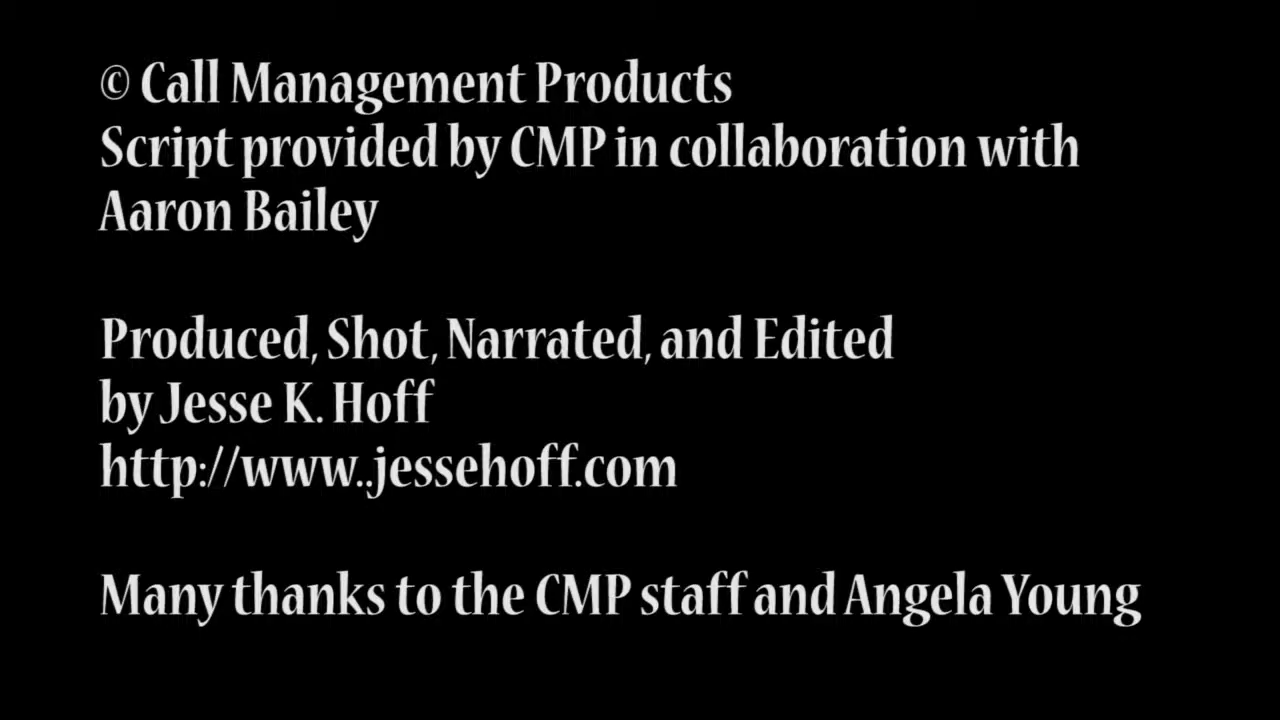 © Call Management Products
Script provided by CMP in collaboration with
Aaron Bailey
Produced, Shot, Narrated, and Edited
by Jesse K. Hoff
http://www..jessehoff.com
Many thanks to the CMP staff and Angela Young